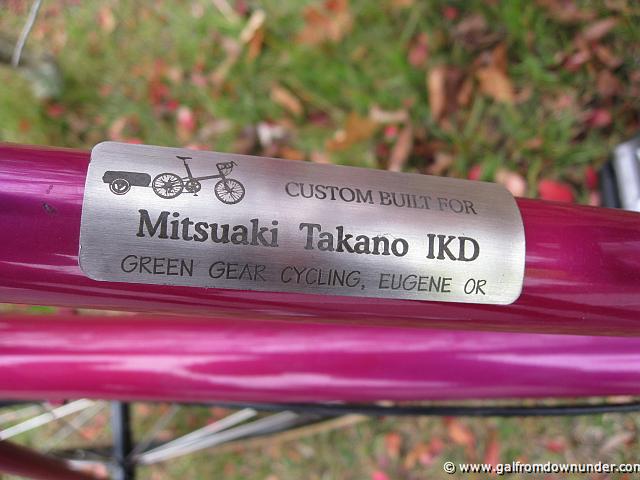 CUSTOM BUILT FOR
Mitsuaki Takano IKD
GREEN GEAR CYCLING, EUGENE OR
© www.galfromdownunder.com